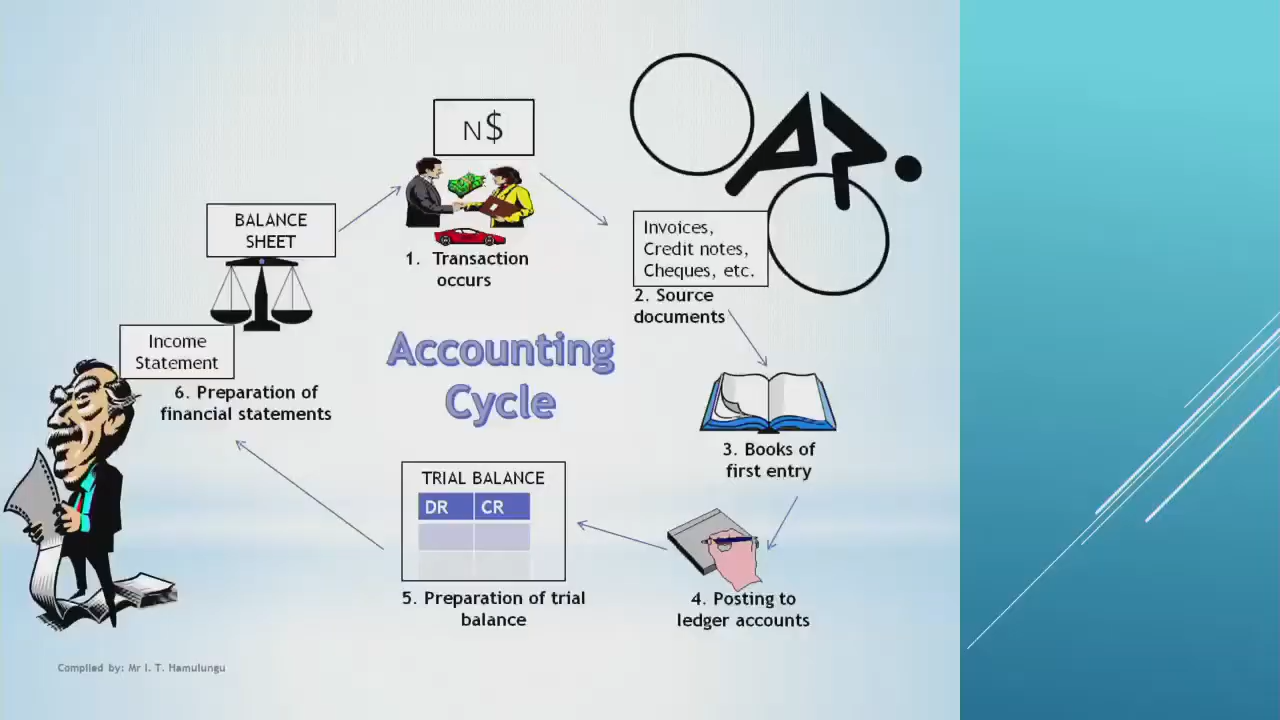 N$
1. Transaction
occurs
Invoices,
Credit notes,
Cheques, etc.
2. Source
documents
3. Books of
first entry
4. Posting to
ledger accounts
TRIAL BALANCE
DR CR
5. Preparation of trial
balance
BALANCE
SHEET
Income
Statement
6. Preparation of
financial statements
Accounting
Cycle
Compiled by: Mr I. T. Hamulungu